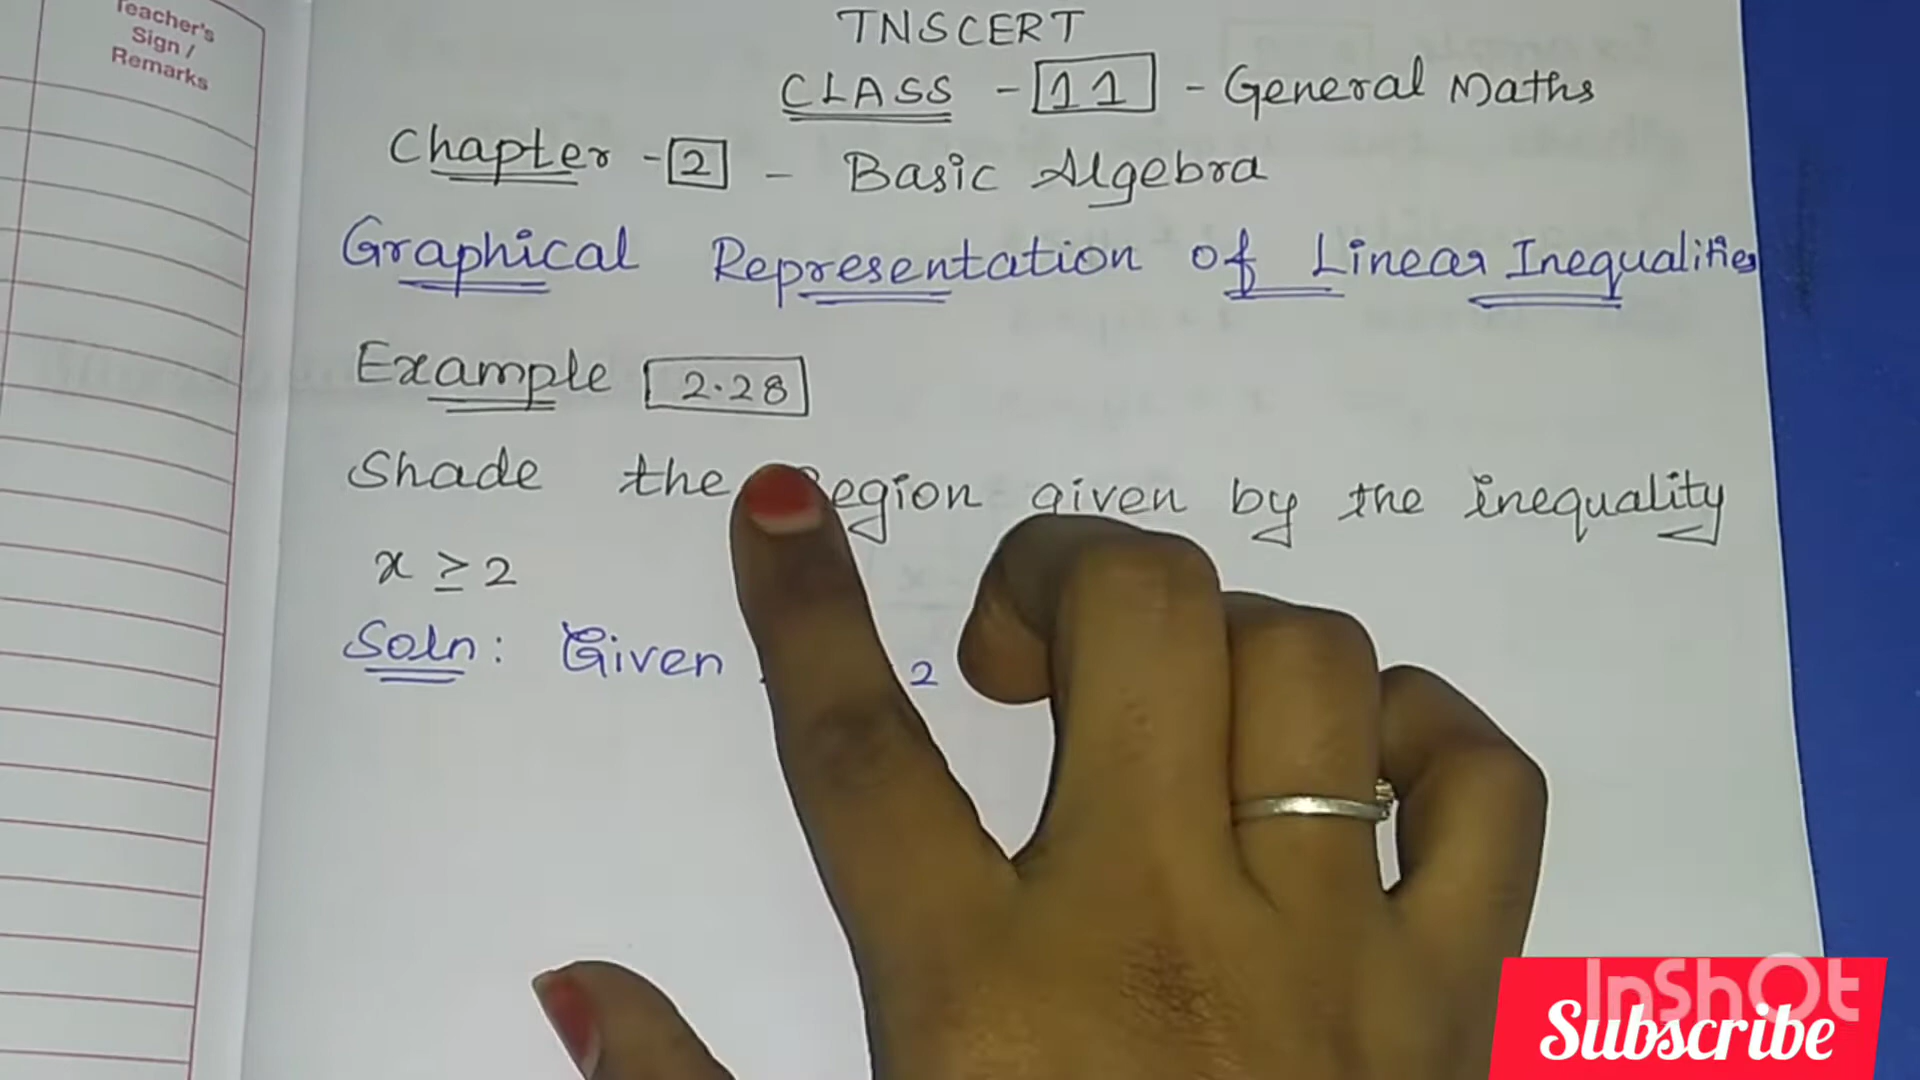 Teacher's
Sign /
Remarks
TNSCERT
CLASS - 11 - General Maths
Chapter - 2 - Basic Algebra
Graphical Representation of Linear Inequalities
Example 2.28
Shade the region given by the inequality
x ≥ 2
Soln: Given 2
InShOt
Subscribe